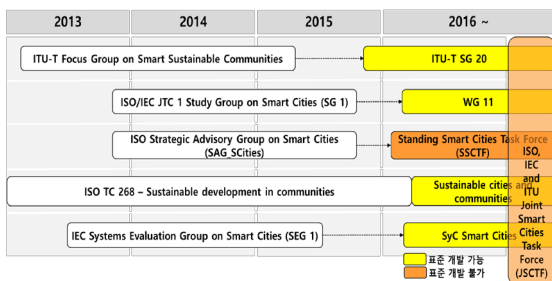 2013 2014 2015 2016 ~
ITU-T Focus Group on Smart Sustainable Communities
ITU-T SG 20
ISO/IEC JTC 1 Study Group on Smart Cities (SG 1)
WG 11
ISO Strategic Advisory Group on Smart Cities
(SAG_SCities)
Standing Smart Cities Task Force
(SSCTF)
ISO TC 268 – Sustainable development in communities
Sustainable cities and
communities
IEC Systems Evaluation Group on Smart Cities (SEG 1)
SyC Smart Cities
ISO,
IEC
and
ITU
Joint
Smart
Cities
Task
Force
(JSCTF)
표준 개발 가능
표준 개발 불가